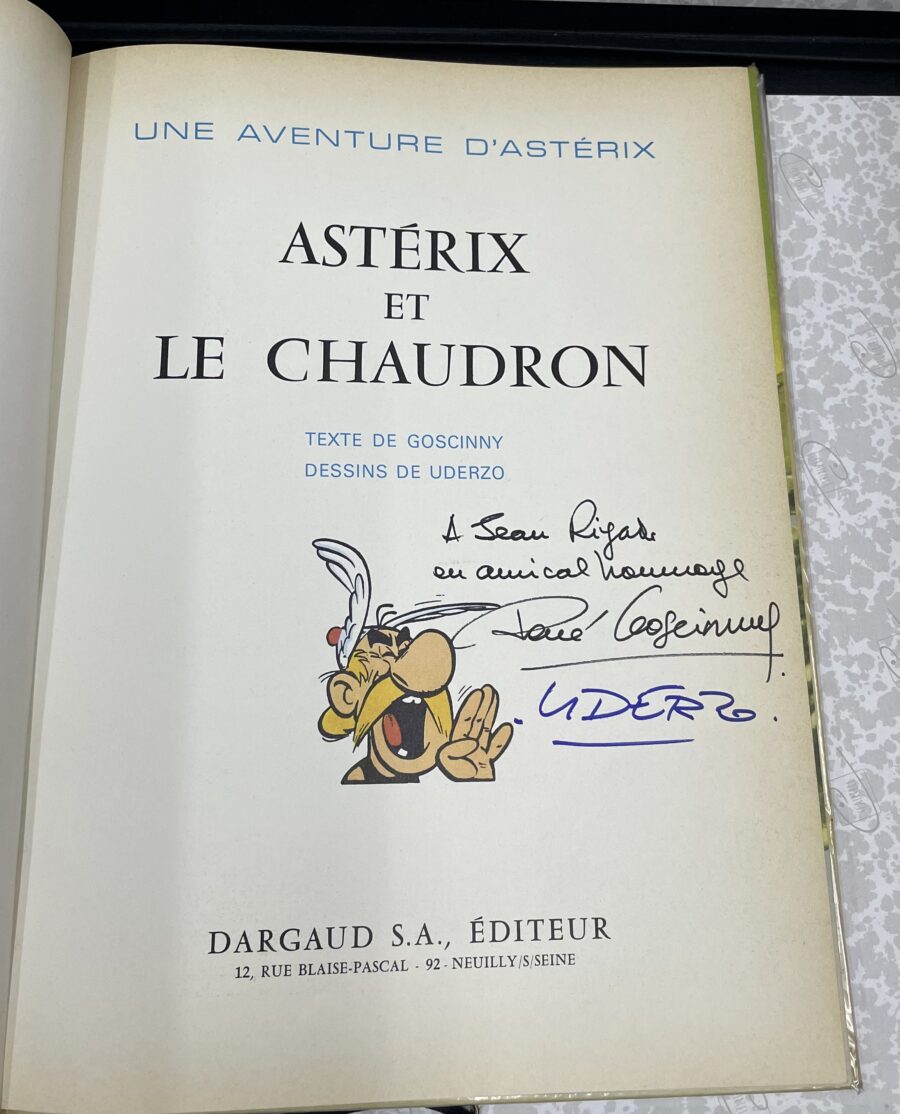 UNE AVENTURE D'ASTÉRIX
ASTÉRIX
ET
LE CHAUDRON
TEXTE DE GOSCINNY
DESSINS DE UDERZO
A Jean
en amical hommage
René Goscinny
UDERZO
DARGAUD S.A., ÉDITEUR
12, RUE BLAISE-PASCAL - 92 - NEUILLY/S/SEINE